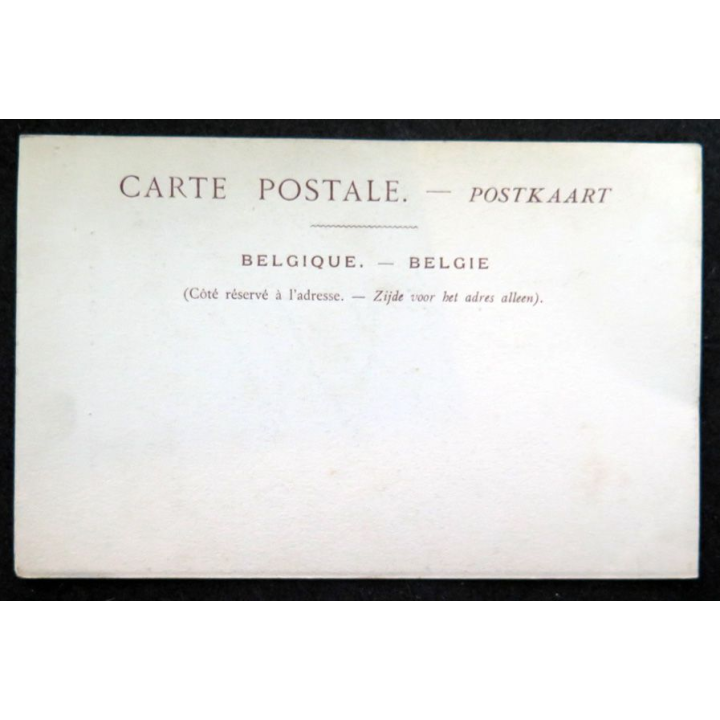 CARTE POSTALE. — POSTKAART
BELGIQUE. — BELGIE
(Côté réservé à l'adresse. — Zijde voor het adres alleen).